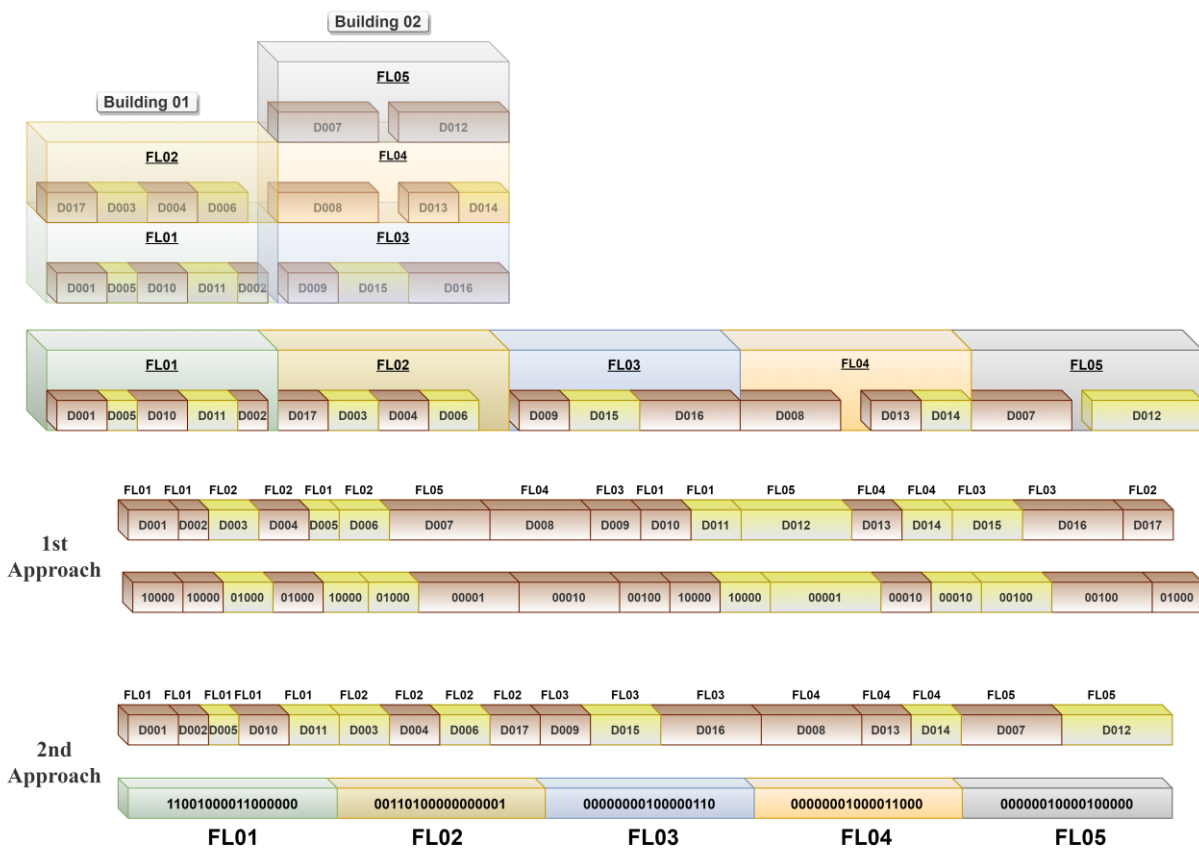 Building 02
Building 01
FL05
D007 D012
FL02 FL04
D017 D003 D004 D006 D008 D013 D014
FL01 FL03
D001 D005 D010 D011 D002 D009 D015 D016
FL01 FL02 FL03 FL04 FL05
D001 D005 D010 D011 D002 D017 D003 D004 D006 D009 D015 D016 D008 D013 D014 D007 D012
FL01 FL01 FL02 FL02 FL01 FL02 FL05 FL04 FL03 FL01 FL01 FL05 FL04 FL04 FL03 FL03 FL02
D001 D002 D003 D004 D005 D006 D007 D008 D009 D010 D011 D012 D013 D014 D015 D016 D017
1st
Approach
10000 10000 01000 01000 10000 01000 00001 00010 00100 10000 10000 00001 00010 00010 00100 00100 01000
FL01 FL01 FL01 FL01 FL01 FL02 FL02 FL02 FL02 FL03 FL03 FL03 FL04 FL04 FL04 FL05 FL05
D001 D002 D005 D010 D011 D003 D004 D006 D017 D009 D015 D016 D008 D013 D014 D007 D012
2nd
Approach
11001000011000000 00110100000000001 00000000100000110 00000001000011000 00000010000100000
FL01 FL02 FL03 FL04 FL05